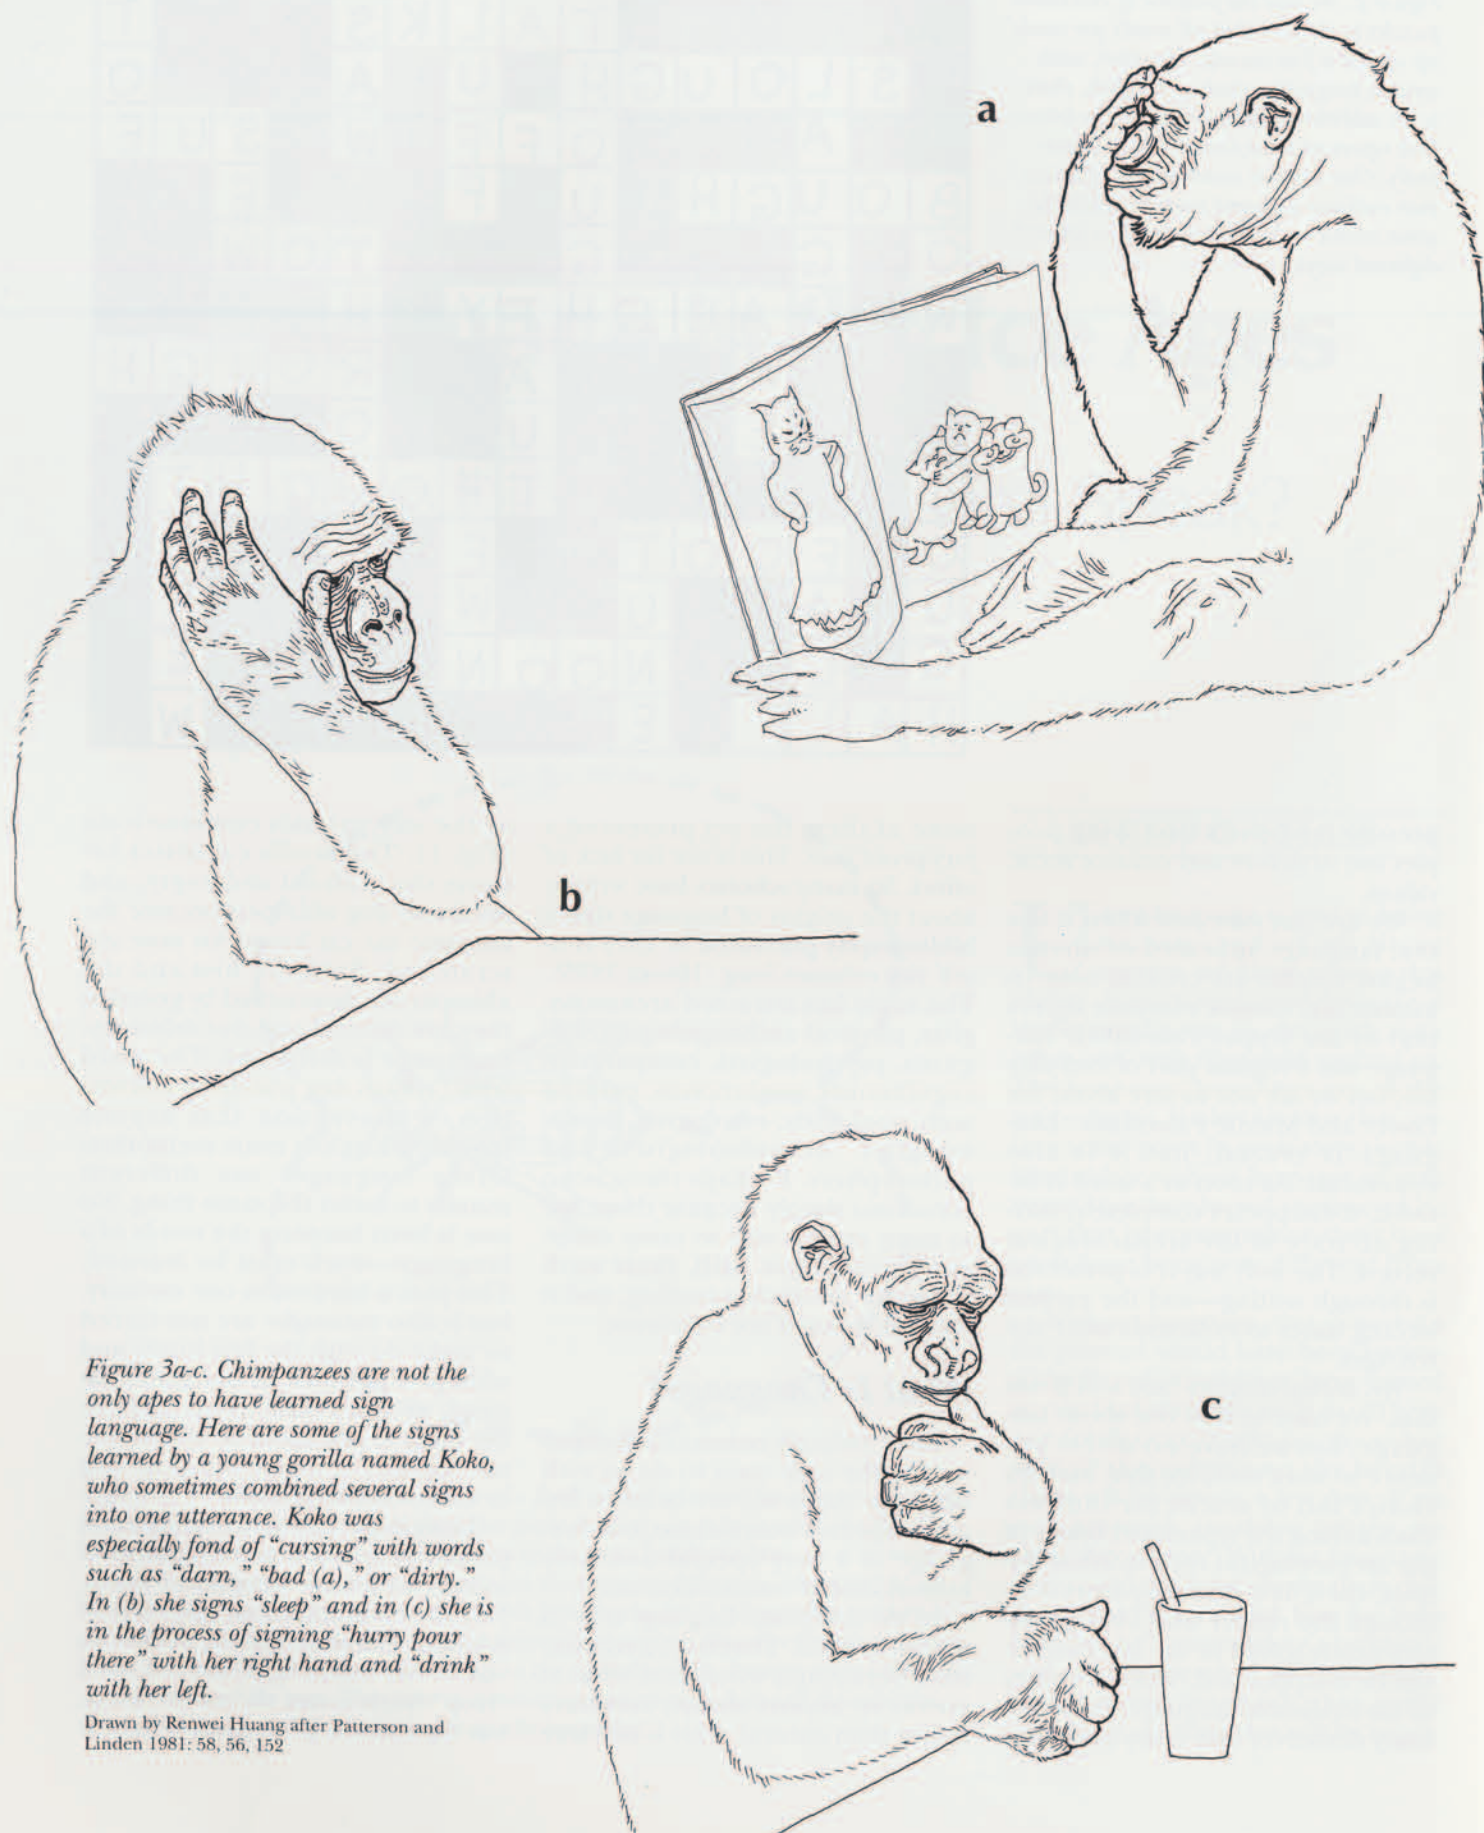 a
b
c
Figure 3a-c. Chimpanzees are not the
only apes to have learned sign
language. Here are some of the signs
learned by a young gorilla named Koko,
who sometimes combined several signs
into one utterance. Koko was
especially fond of "cursing" with words
such as "darn," "bad (a)," or "dirty."
In (b) she signs "sleep" and in (c) she is
in the process of signing "hurry pour
there" with her right hand and "drink"
with her left.
Drawn by Renwei Huang after Patterson and
Linden 1981: 58, 56, 152